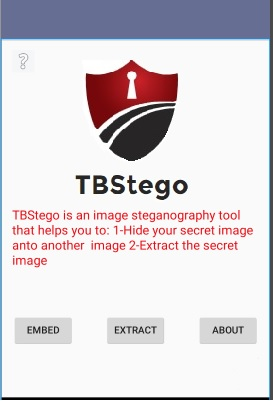 ?
TBStego
TBStego is an image steganography tool
that helps you to: 1-Hide your secret image
anto another  image 2-Extract the secret
image
EMBED EXTRACT ABOUT